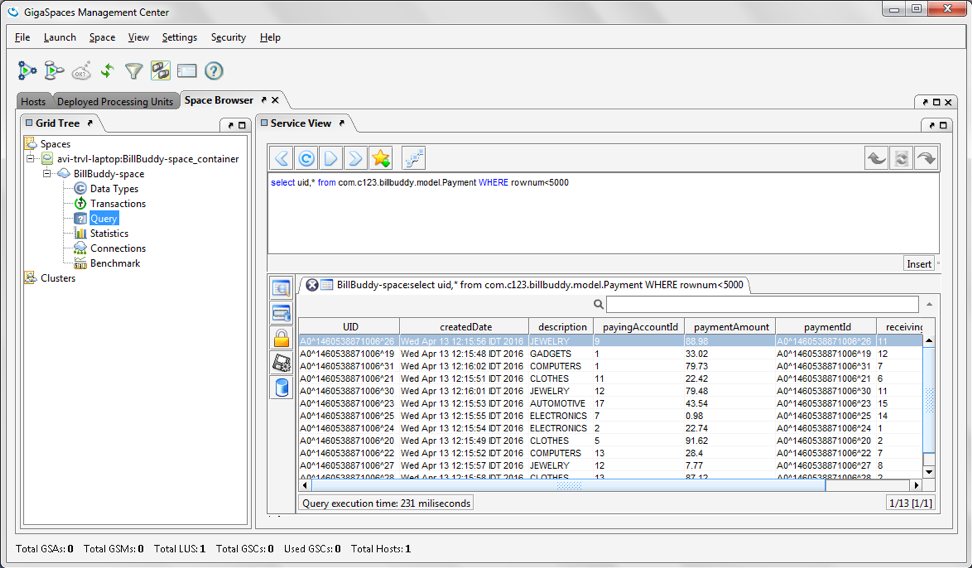 GigaSpaces Management Center
File Launch Space View Settings Security Help
Hosts Deployed Processing Units Space Browser
Grid Tree
Spaces
avi-trvl-laptop:BillBuddy-space_container
BillBuddy-space
Data Types
Transactions
Query
Statistics
Connections
Benchmark
Clusters
Service View
select uid,* from com.c123.billbuddy.model.Payment WHERE rownum<5000
Insert
BillBuddy-space:select uid,* from com.c123.billbuddy.model.Payment WHERE rownum<5000
UID createdDate description payingAccountId paymentAmount paymentId receiving
A0^1460538871006^26 Wed Apr 13 12:15:56 IDT 2016 JEWELRY 9 88.98 A0^1460538871006^26 11
A0^1460538871006^19 Wed Apr 13 12:15:48 IDT 2016 GADGETS 1 33.02 A0^1460538871006^19 12
A0^1460538871006^31 Wed Apr 13 12:16:02 IDT 2016 COMPUTERS 1 79.73 A0^1460538871006^31 7
A0^1460538871006^21 Wed Apr 13 12:15:51 IDT 2016 CLOTHES 11 22.42 A0^1460538871006^21 6
A0^1460538871006^30 Wed Apr 13 12:16:01 IDT 2016 JEWELRY 12 79.48 A0^1460538871006^30 11
A0^1460538871006^23 Wed Apr 13 12:15:53 IDT 2016 AUTOMOTIVE 17 43.54 A0^1460538871006^23 15
A0^1460538871006^25 Wed Apr 13 12:15:55 IDT 2016 ELECTRONICS 7 0.98 A0^1460538871006^25 14
A0^1460538871006^24 Wed Apr 13 12:15:54 IDT 2016 ELECTRONICS 2 22.74 A0^1460538871006^24 1
A0^1460538871006^20 Wed Apr 13 12:15:49 IDT 2016 CLOTHES 5 91.62 A0^1460538871006^20 2
A0^1460538871006^22 Wed Apr 13 12:15:52 IDT 2016 COMPUTERS 13 28.4 A0^1460538871006^22 7
A0^1460538871006^27 Wed Apr 13 12:15:57 IDT 2016 JEWELRY 12 7.77 A0^1460538871006^27 8
A0^1460538871006^28 Wed Apr 13 12:15:58 IDT 2016 CLOTHES 13 87.12 A0^1460538871006^28 2
Query execution time: 231 miliseconds 1/13 [1/1]
Total GSAs: 0 Total GSMs: 0 Total LUS: 1 Total GSCs: 0 Used GSCs: 0 Total Hosts: 1